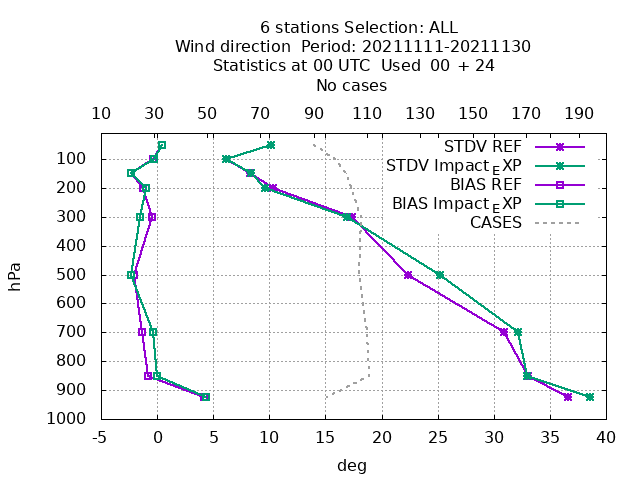 6 stations Selection: ALL
Wind direction  Period: 20211111-20211130
Statistics at 00 UTC  Used  00 + 24
No cases
10 30 50 70 90 110 130 150 170 190
STDV REF
STDV Impact_EXP
BIAS REF
BIAS Impact_EXP
CASES
100
200
300
400
500
600
700
800
900
1000
hPa
-5 0 5 10 15 20 25 30 35 40
deg